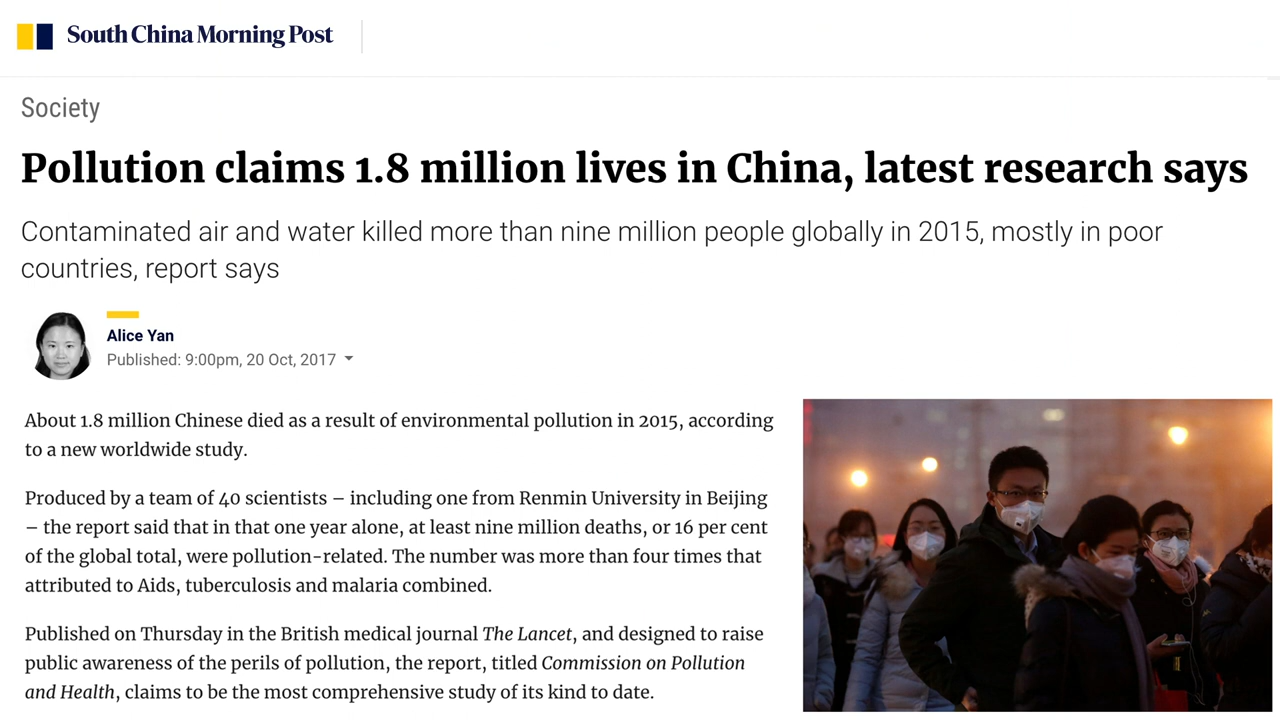 South China Morning Post
Society
Pollution claims 1.8 million lives in China, latest research says
Contaminated air and water killed more than nine million people globally in 2015, mostly in poor
countries, report says
Alice Yan
Published: 9:00pm, 20 Oct, 2017
About 1.8 million Chinese died as a result of environmental pollution in 2015, according
to a new worldwide study.
Produced by a team of 40 scientists – including one from Renmin University in Beijing
– the report said that in that one year alone, at least nine million deaths, or 16 per cent
of the global total, were pollution-related. The number was more than four times that
attributed to Aids, tuberculosis and malaria combined.
Published on Thursday in the British medical journal The Lancet, and designed to raise
public awareness of the perils of pollution, the report, titled Commission on Pollution
and Health, claims to be the most comprehensive study of its kind to date.